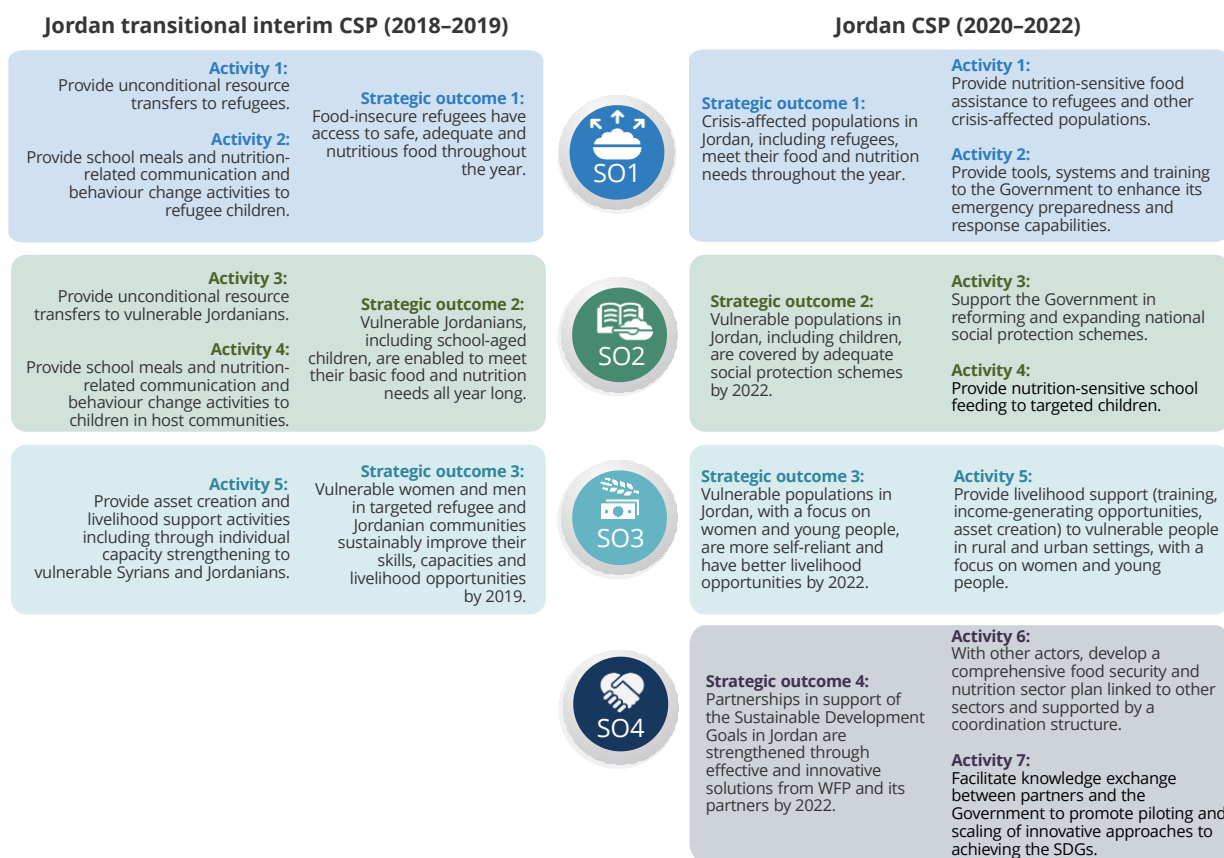 Jordan transitional interim CSP (2018–2019)
Activity 1:
Provide unconditional resource
transfers to refugees.
Activity 2:
Provide school meals and nutrition-
related communication and
behaviour change activities to
refugee children.
Strategic outcome 1:
Food-insecure refugees have
access to safe, adequate and
nutritious food throughout
the year.
Activity 3:
Provide unconditional resource
transfers to vulnerable Jordanians.
Activity 4:
Provide school meals and nutrition-
related communication and
behaviour change activities to
children in host communities.
Strategic outcome 2:
Vulnerable Jordanians,
including school-aged
children, are enabled to meet
their basic food and nutrition
needs all year long.
Activity 5:
Provide asset creation and
livelihood support activities
including through individual
capacity strengthening to
vulnerable Syrians and Jordanians.
Strategic outcome 3:
Vulnerable women and men
in targeted refugee and
Jordanian communities
sustainably improve their
skills, capacities and
livelihood opportunities
by 2019.
SO1
SO2
SO3
SO4
Jordan CSP (2020–2022)
Strategic outcome 1:
Crisis-affected populations in
Jordan, including refugees,
meet their food and nutrition
needs throughout the year.
Activity 1:
Provide nutrition-sensitive food
assistance to refugees and other
crisis-affected populations.
Activity 2:
Provide tools, systems and training
to the Government to enhance its
emergency preparedness and
response capabilities.
Strategic outcome 2:
Vulnerable populations in
Jordan, including children,
are covered by adequate
social protection schemes
by 2022.
Activity 3:
Support the Government in
reforming and expanding national
social protection schemes.
Activity 4:
Provide nutrition-sensitive school
feeding to targeted children.
Strategic outcome 3:
Vulnerable populations in
Jordan, with a focus on
women and young people,
are more self-reliant and
have better livelihood
opportunities by 2022.
Activity 5:
Provide livelihood support (training,
income-generating opportunities,
asset creation) to vulnerable people
in rural and urban settings, with a
focus on women and young
people.
Strategic outcome 4:
Partnerships in support of
the Sustainable Development
Goals in Jordan are
strengthened through
effective and innovative
solutions from WFP and its
partners by 2022.
Activity 6:
With other actors, develop a
comprehensive food security and
nutrition sector plan linked to other
sectors and supported by a
coordination structure.
Activity 7:
Facilitate knowledge exchange
between partners and the
Government to promote piloting and
scaling of innovative approaches to
achieving the SDGs.